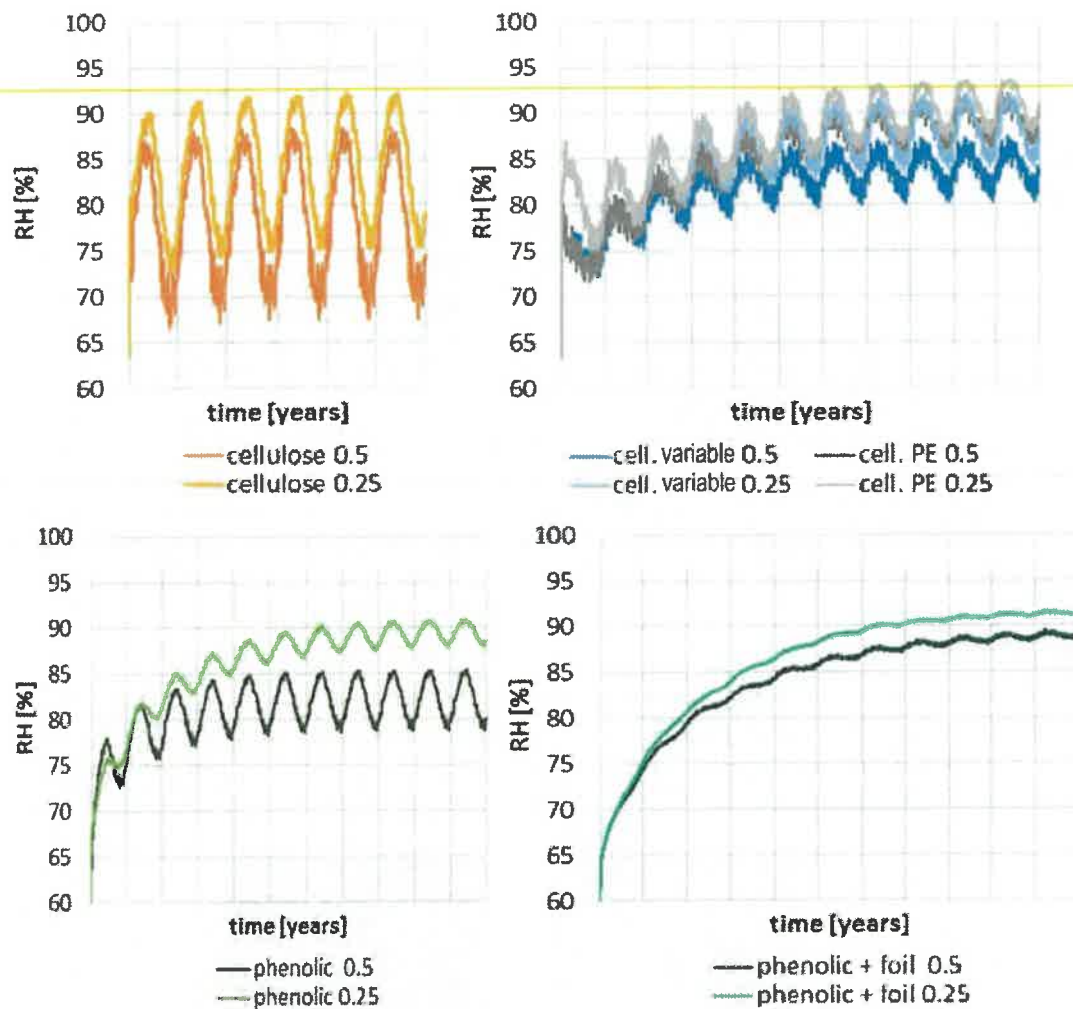 100
95
90
85
80
75
70
65
60
RH [%]
time [years]
cellulose 0.5
cellulose 0.25
100
95
90
85
80
75
70
65
60
RH [%]
time [years]
cell. variable 0.5
cell. PE 0.5
cell. variable 0.25
cell. PE 0.25
100
95
90
85
80
75
70
65
60
RH [%]
time [years]
phenolic 0.5
phenolic 0.25
100
95
90
85
80
75
70
65
60
RH [%]
time [years]
phenolic + foil 0.5
phenolic + foil 0.25